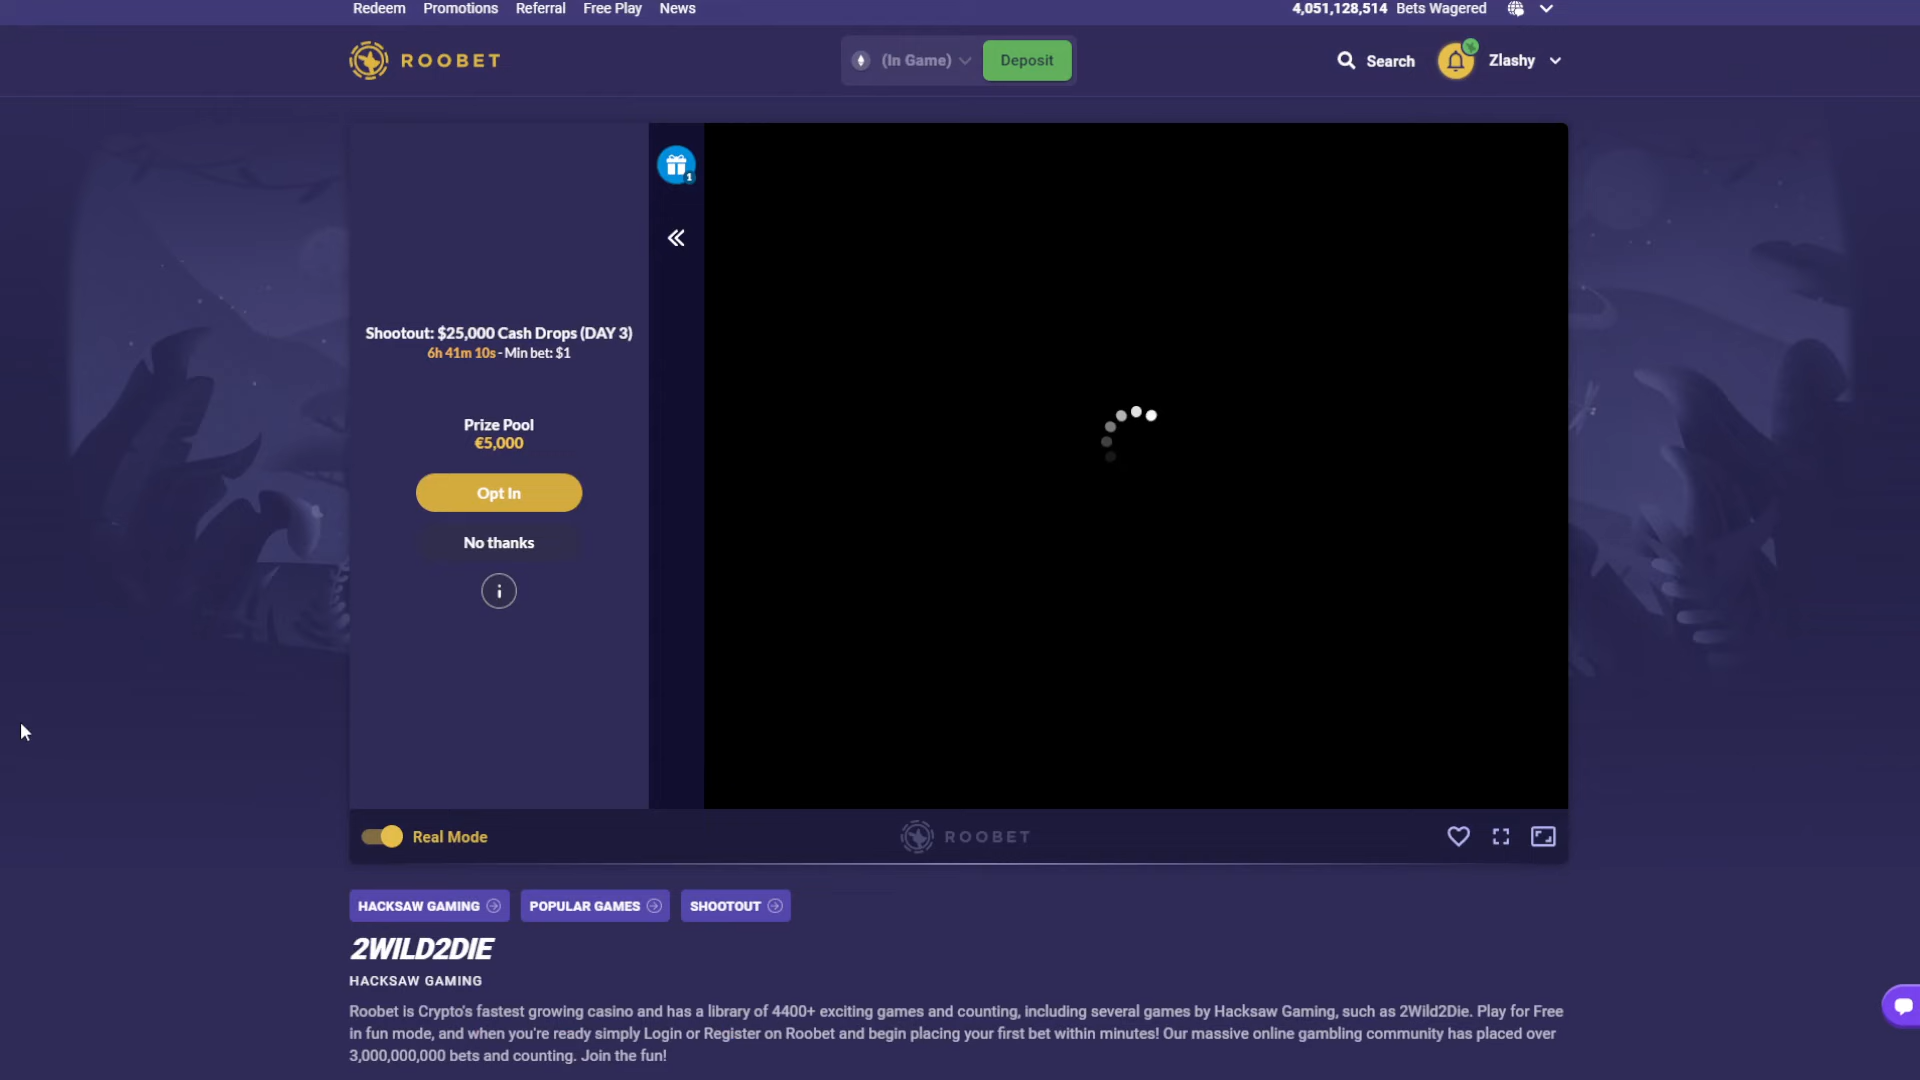 Redeem Promotions Referral Free Play News
4,051,128,514 Bets Wagered
ROOBET
(In Game)
Deposit
Search
Zlashy
1
Shootout: $25,000 Cash Drops (DAY 3)
6h 41m 10s - Min bet: $1
Prize Pool
€5,000
Opt In
No thanks
i
Real Mode
ROOBET
HACKSAW GAMING
POPULAR GAMES
SHOOTOUT
2WILD2DIE
HACKSAW GAMING
Roobet is Crypto's fastest growing casino and has a library of 4400+ exciting games and counting, including several games by Hacksaw Gaming, such as 2Wild2Die. Play for Free
in fun mode, and when you're ready simply Login or Register on Roobet and begin placing your first bet within minutes! Our massive online gambling community has placed over
3,000,000,000 bets and counting. Join the fun!